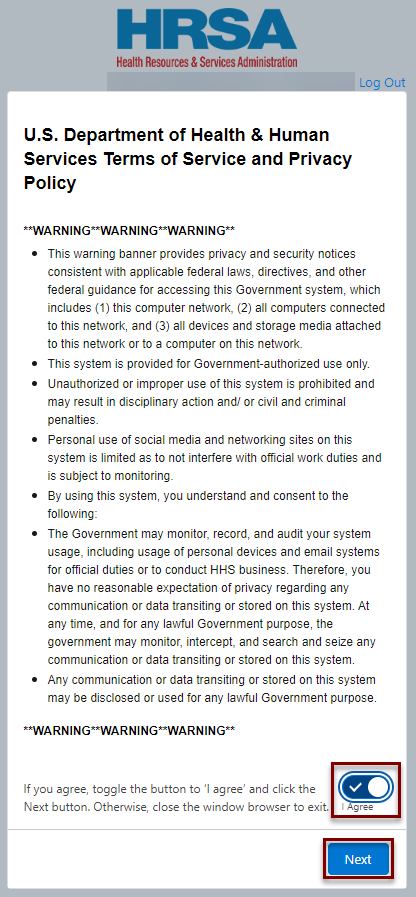 HRSA
Health Resources & Services Administration
Log Out
U.S. Department of Health & Human
Services Terms of Service and Privacy
Policy
**WARNING**WARNING**WARNING**
• This warning banner provides privacy and security notices
consistent with applicable federal laws, directives, and other
federal guidance for accessing this Government system, which
includes (1) this computer network, (2) all computers connected
to this network, and (3) all devices and storage media attached
to this network or to a computer on this network.
• This system is provided for Government-authorized use only.
• Unauthorized or improper use of this system is prohibited and
may result in disciplinary action and/ or civil and criminal
penalties.
• Personal use of social media and networking sites on this
system is limited as to not interfere with official work duties and
is subject to monitoring.
• By using this system, you understand and consent to the
following:
• The Government may monitor, record, and audit your system
usage, including usage of personal devices and email systems
for official duties or to conduct HHS business. Therefore, you
have no reasonable expectation of privacy regarding any
communication or data transiting or stored on this system. At
any time, and for any lawful Government purpose, the
government may monitor, intercept, and search and seize any
communication or data transiting or stored on this system.
• Any communication or data transiting or stored on this system
may be disclosed or used for any lawful Government purpose.
**WARNING**WARNING**WARNING**
If you agree, toggle the button to 'I agree' and click the
Next button. Otherwise, close the window browser to exit.
I Agree
Next